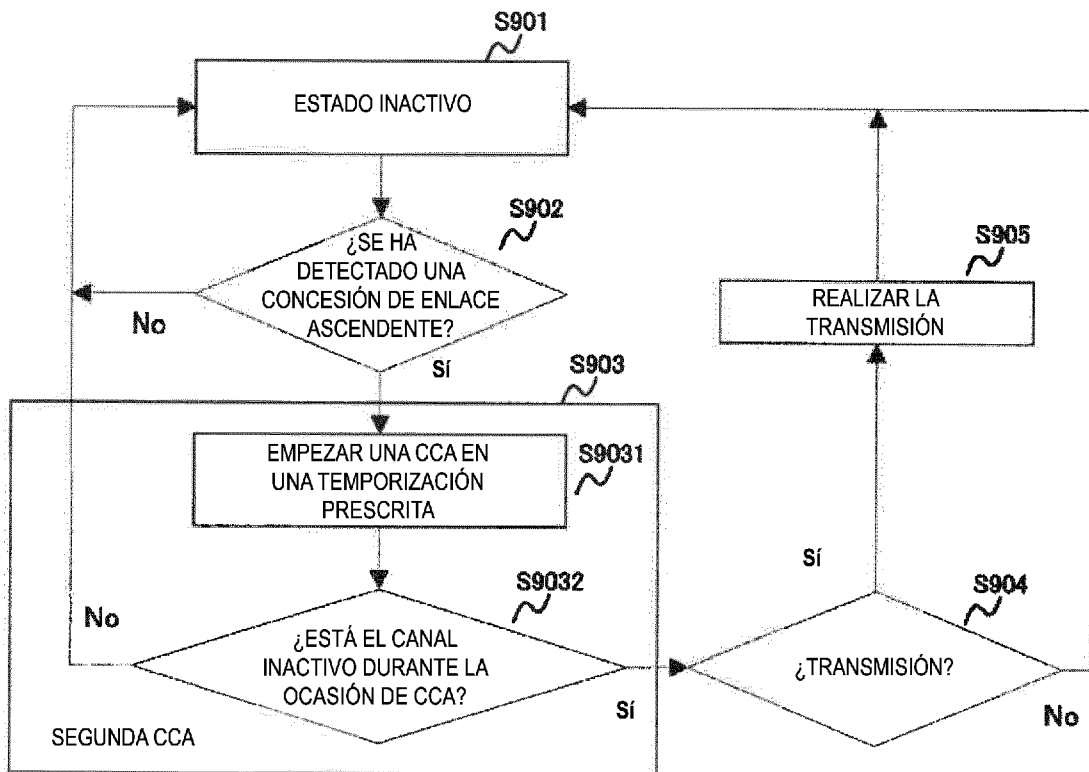 S901
ESTADO INACTIVO
S902
¿SE HA
DETECTADO UNA
CONCESIÓN DE ENLACE
ASCENDENTE?
No
Sí
S905
REALIZAR LA
TRANSMISIÓN
S903
EMPEZAR UNA CCA EN
UNA TEMPORIZACIÓN
PRESCRITA
S9031
S9032
¿ESTÁ EL CANAL
INACTIVO DURANTE LA
OCASIÓN DE CCA?
No
Sí
SEGUNDA CCA
Sí
S904
¿TRANSMISIÓN?
No